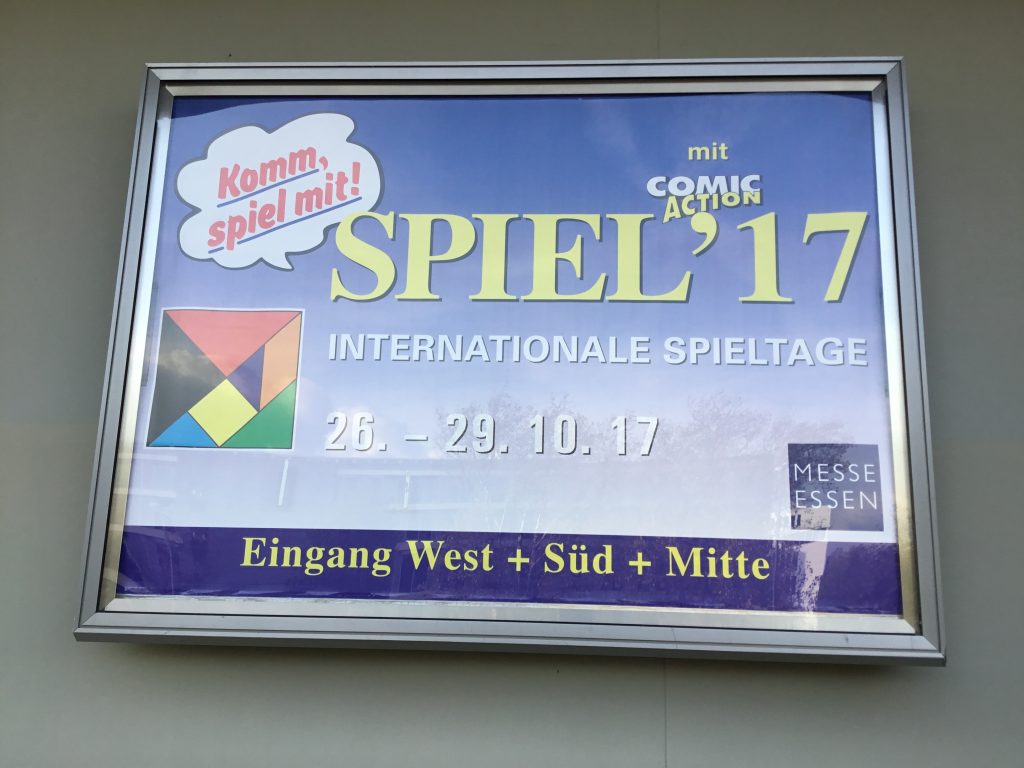 Komm,
spiel mit!
mit
COMIC
ACTION
SPIEL'17
INTERNATIONALE SPIELTAGE
26. – 29. 10. 17
MESSE
ESSEN
Eingang West + Süd + Mitte